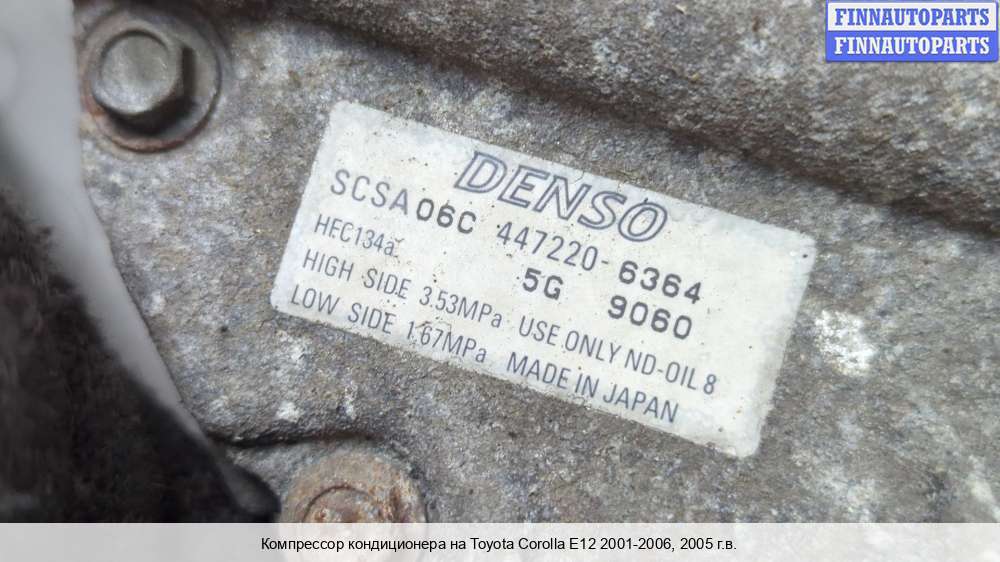 FINNAUTOPARTS
FINNAUTOPARTS
DENSO
SCSA06C 447220-6364
HFC134a 5G 9060
HIGH SIDE 3.53MPa USE ONLY ND-OIL 8
LOW SIDE 1.67MPa MADE IN JAPAN
Компрессор кондиционера на Toyota Corolla E12 2001-2006, 2005 г.в.